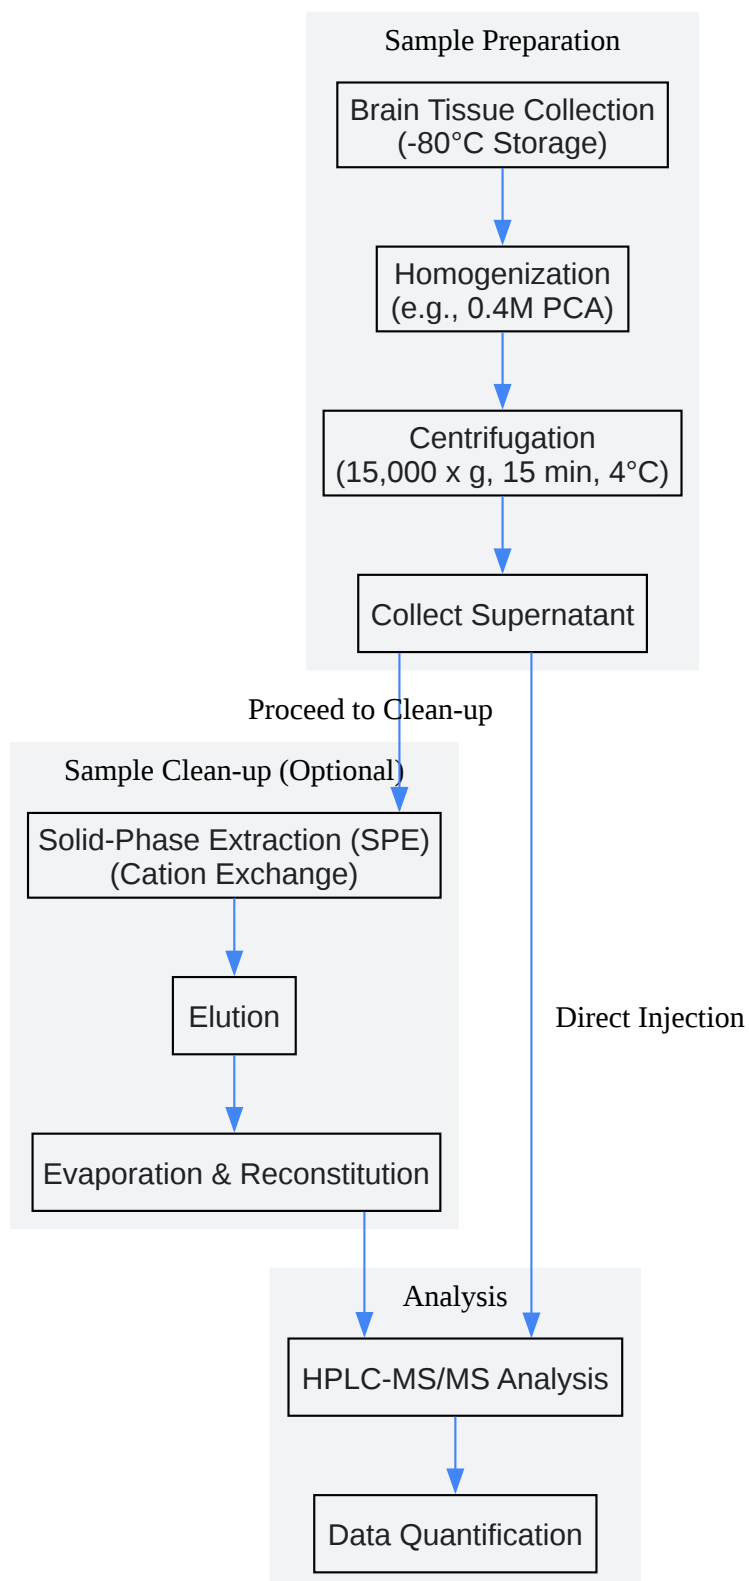 Sample Preparation
Brain Tissue Collection
(-80°C Storage)
Homogenization
(e.g., 0.4M PCA)
Centrifugation
(15,000 x g, 15 min, 4°C)
Collect Supernatant
Proceed to Clean-up
Sample Clean-up (Optional)
Solid-Phase Extraction (SPE)
(Cation Exchange)
Elution
Direct Injection
Evaporation & Reconstitution
Analysis
HPLC-MS/MS Analysis
Data Quantification